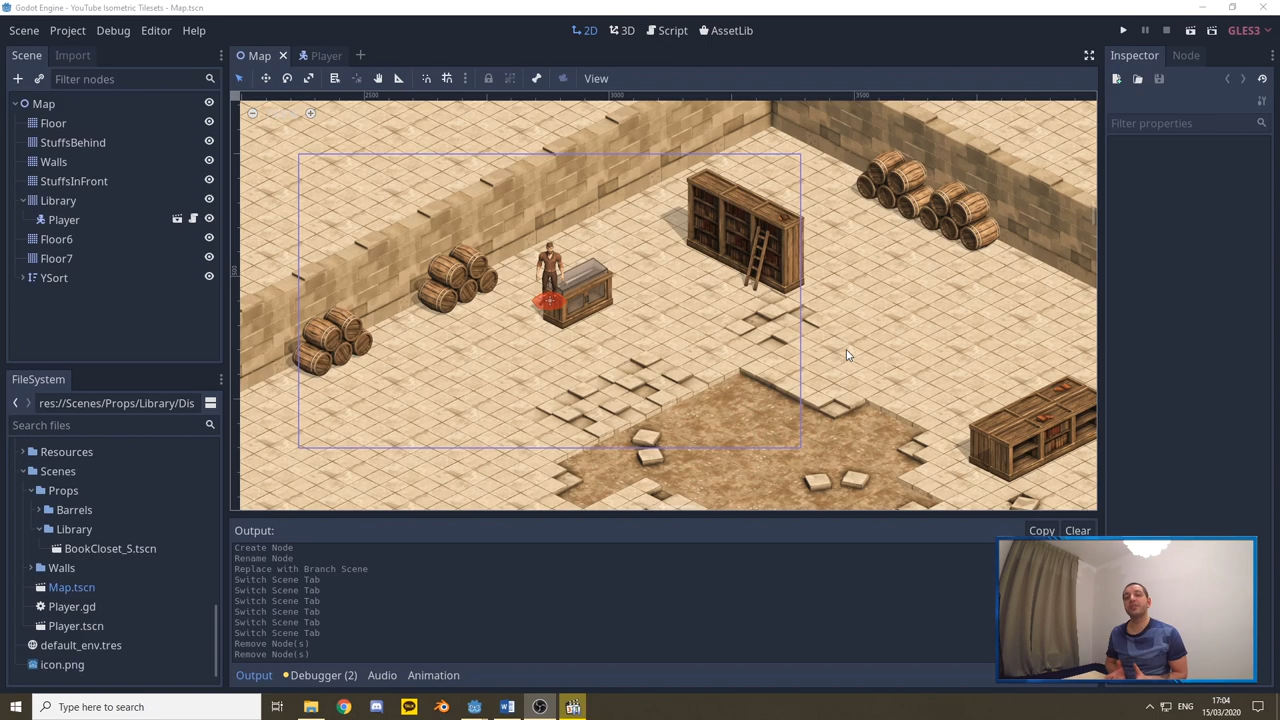 Godot Engine - YouTube Isometric Tilesets - Map.tscn
Scene Project Debug Editor Help
2D 3D Script AssetLib
GLES3
Scene Import
Filter nodes
Map
Floor
StuffsBehind
Walls
StuffsInFront
Library
Player
Floor6
Floor7
YSort
FileSystem
res://Scenes/Props/Library/Dis
Search files
Resources
Scenes
Props
Barrels
Library
BookCloset_S.tscn
Walls
Map.tscn
Player.gd
Player.tscn
default_env.tres
icon.png
Map Player
View
2500 3000 3500
500
Output:
Copy Clear
Create Node
Rename Node
Replace with Branch Scene
Switch Scene Tab
Switch Scene Tab
Switch Scene Tab
Switch Scene Tab
Switch Scene Tab
Switch Scene Tab
Remove Node(s)
Remove Node(s)
Output Debugger (2) Audio Animation
Inspector Node
Filter properties
Type here to search
ENG
17:04
15/03/2020